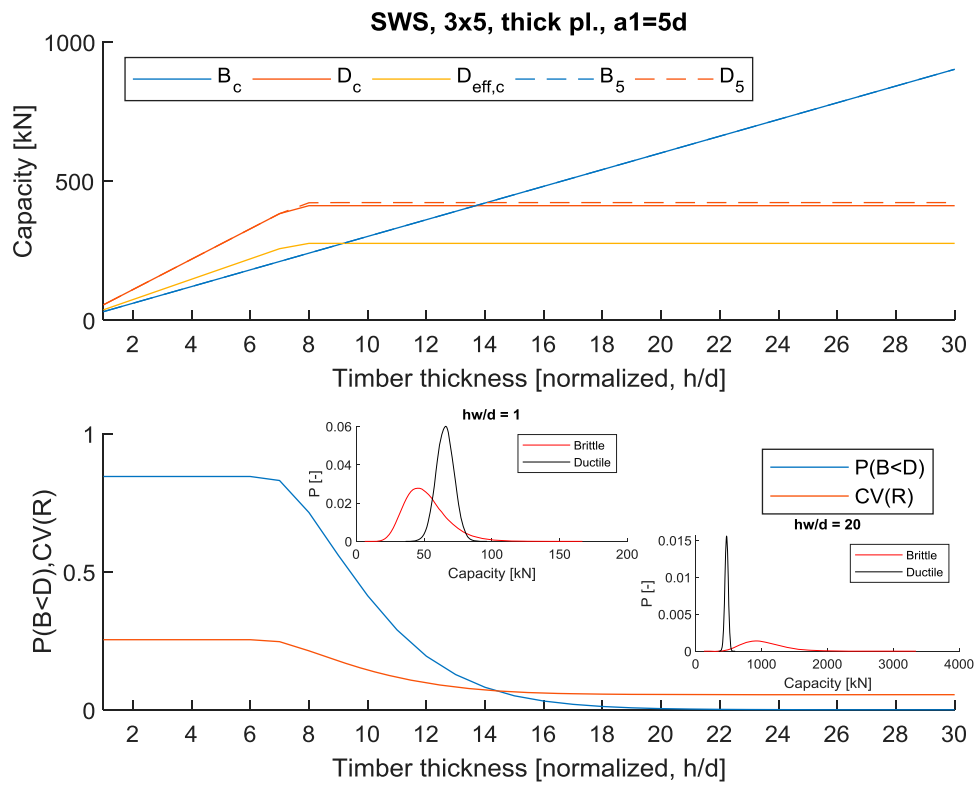 SWS, 3x5, thick pl., a1=5d
1000
500
0
Capacity [kN]
B_c D_c D_eff,c B_5 D_5
2 4 6 8 10 12 14 16 18 20 22 24 26 28 30
Timber thickness [normalized, h/d]
1
0.5
0
P(B<D),CV(R)
hw/d = 1
0.06
0.04
0.02
0
P [-]
Brittle
Ductile
0 50 100 150 200
Capacity [kN]
P(B<D)
CV(R)
hw/d = 20
0.015
0.01
0.005
0
P [-]
Brittle
Ductile
0 1000 2000 3000 4000
Capacity [kN]
2 4 6 8 10 12 14 16 18 20 22 24 26 28 30
Timber thickness [normalized, h/d]